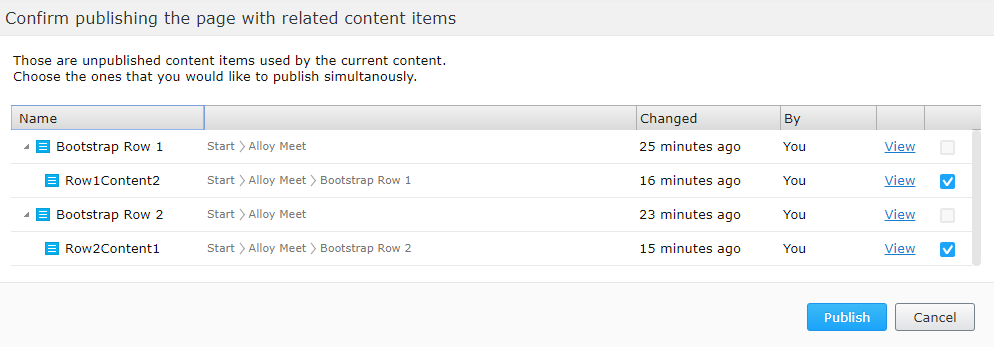 Confirm publishing the page with related content items
Those are unpublished content items used by the current content.
Choose the ones that you would like to publish simultanously.
Name Changed By
Bootstrap Row 1 Start > Alloy Meet 25 minutes ago You View
Row1Content2 Start > Alloy Meet > Bootstrap Row 1 16 minutes ago You View
Bootstrap Row 2 Start > Alloy Meet 23 minutes ago You View
Row2Content1 Start > Alloy Meet > Bootstrap Row 2 15 minutes ago You View
Publish Cancel